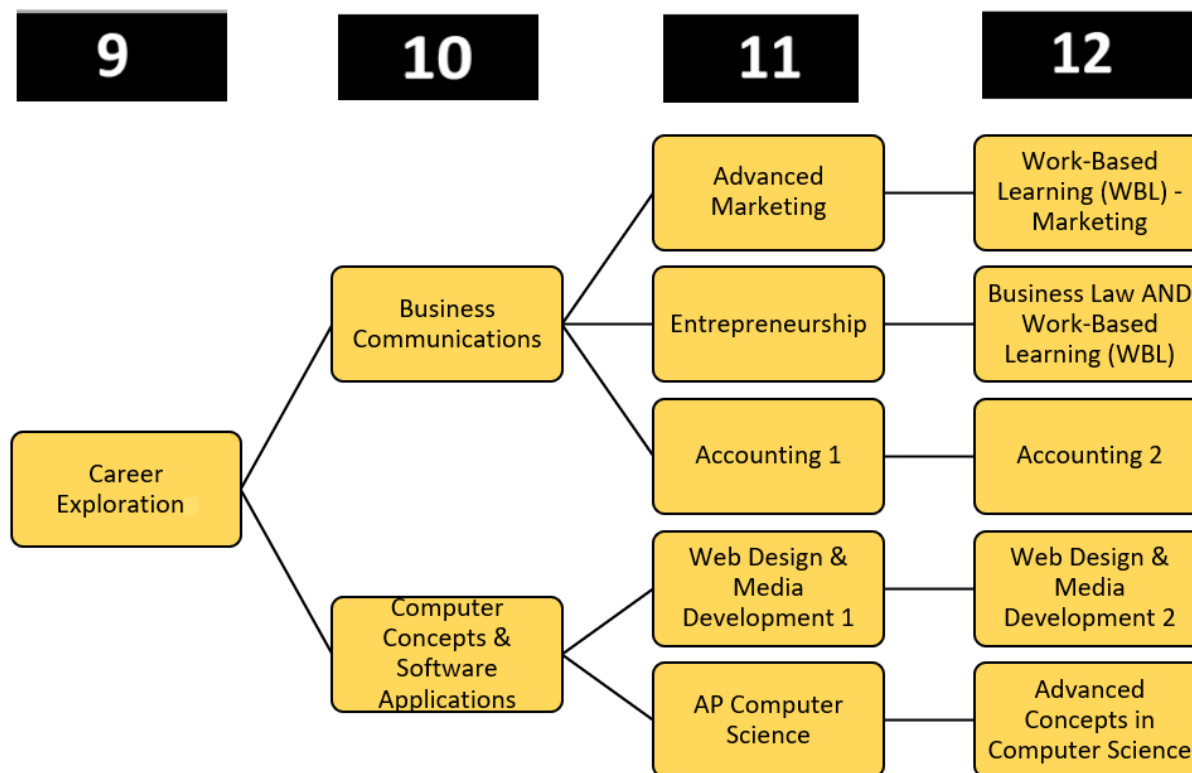 9
10
11
12
Career
Exploration
Business
Communications
Computer
Concepts &
Software
Applications
Advanced
Marketing
Entrepreneurship
Accounting 1
Web Design &
Media
Development 1
AP Computer
Science
Work-Based
Learning (WBL) -
Marketing
Business Law AND
Work-Based
Learning (WBL)
Accounting 2
Web Design &
Media
Development 2
Advanced
Concepts in
Computer Science